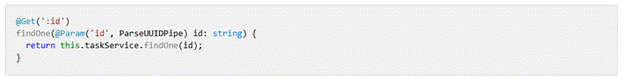 @Get(':id')
findOne(@Param('id', ParseUUIDPipe) id: string) {
  return this.taskService.findOne(id);
}